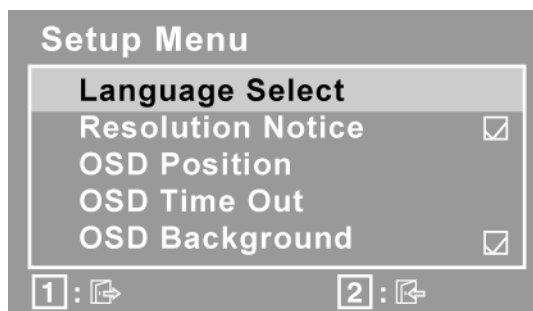 Setup Menu
Language Select
Resolution Notice
OSD Position
OSD Time Out
OSD Background
1 : 2 :